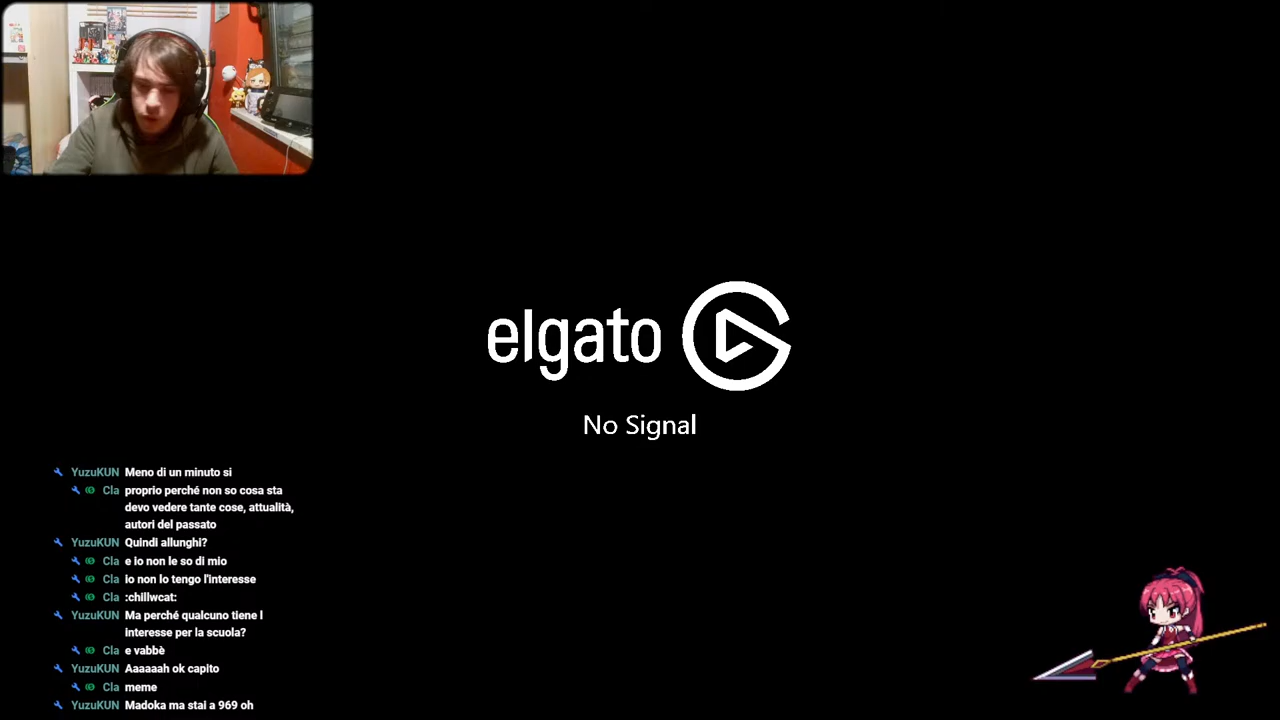 elgato
No Signal
YuzuKUN Meno di un minuto si
Cla proprio perché non so cosa sta
devo vedere tante cose, attualità,
autori del passato
YuzuKUN Quindi allunghi?
Cla e io non le so di mio
Cla io non lo tengo l'interesse
Cla :chillwcat:
YuzuKUN Ma perché qualcuno tiene l
interesse per la scuola?
Cla e vabbè
YuzuKUN Aaaaaah ok capito
Cla meme
YuzuKUN Madoka ma stai a 969 oh